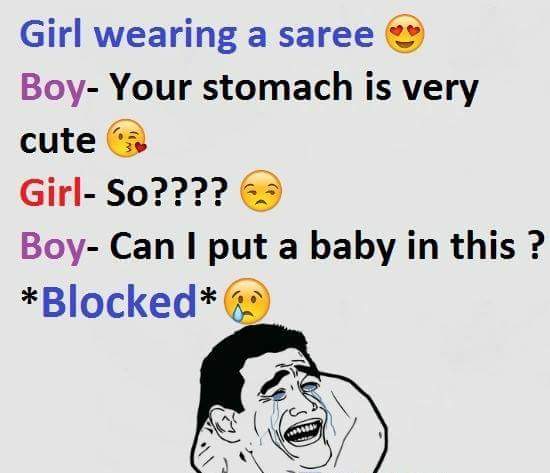 Girl wearing a saree 😍
Boy- Your stomach is very
cute 😘
Girl- So???? 😒
Boy- Can I put a baby in this ?
*Blocked* 😢